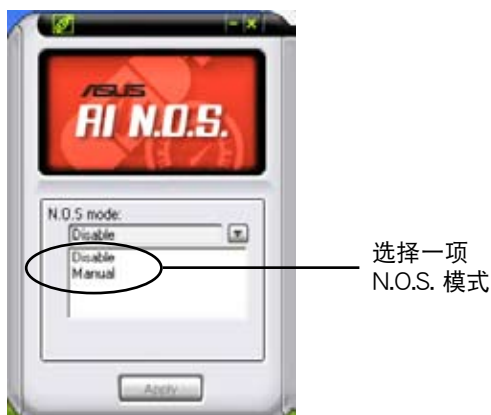 ASUS
AI N.O.S.
N.O.S mode:
Disable
Disable
Manual
Apply
选择一项
N.O.S. 模式